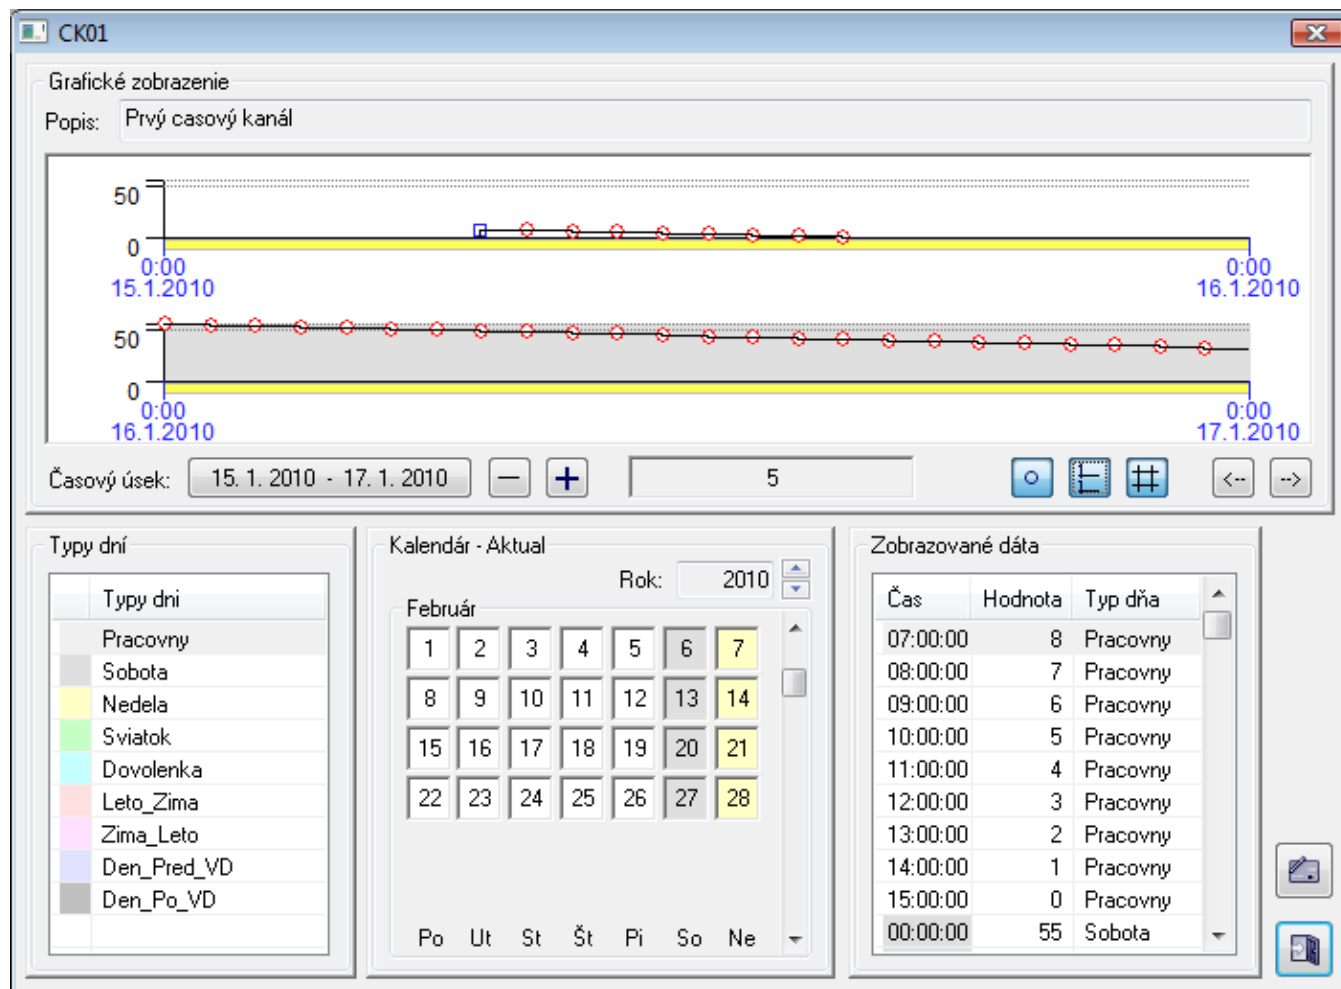 CK01
Grafické zobrazenie
Popis: Prvý casový kanál
50
0
0:00 0:00
15.1.2010 16.1.2010
50
0
0:00 0:00
16.1.2010 17.1.2010
Časový úsek: 15. 1. 2010 - 17. 1. 2010 5 <-- -->
Typy dní
Typy dni
Pracovny
Sobota
Nedela
Sviatok
Dovolenka
Leto_Zima
Zima_Leto
Den_Pred_VD
Den_Po_VD
Kalendár - Aktual
Rok: 2010
Február
1 2 3 4 5 6 7
8 9 10 11 12 13 14
15 16 17 18 19 20 21
22 23 24 25 26 27 28
Po Ut St Št Pi So Ne
Zobrazované dáta
Čas Hodnota Typ dňa
07:00:00 8 Pracovny
08:00:00 7 Pracovny
09:00:00 6 Pracovny
10:00:00 5 Pracovny
11:00:00 4 Pracovny
12:00:00 3 Pracovny
13:00:00 2 Pracovny
14:00:00 1 Pracovny
15:00:00 0 Pracovny
00:00:00 55 Sobota